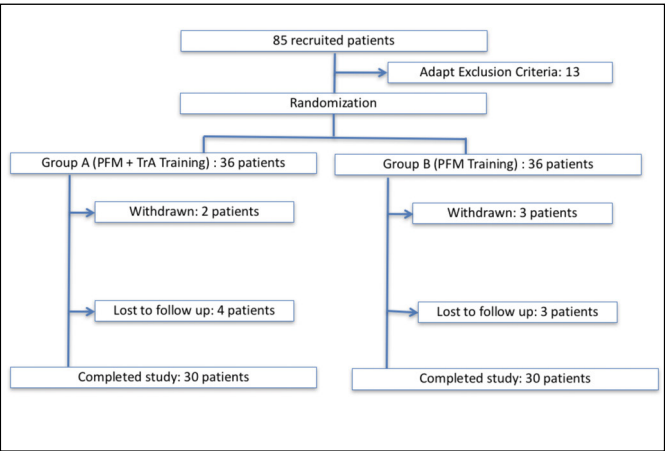 85 recruited patients
Adapt Exclusion Criteria: 13
Randomization
Group A (PFM + TrA Training) : 36 patients
Group B (PFM Training) : 36 patients
Withdrawn: 2 patients
Withdrawn: 3 patients
Lost to follow up: 4 patients
Lost to follow up: 3 patients
Completed study: 30 patients
Completed study: 30 patients